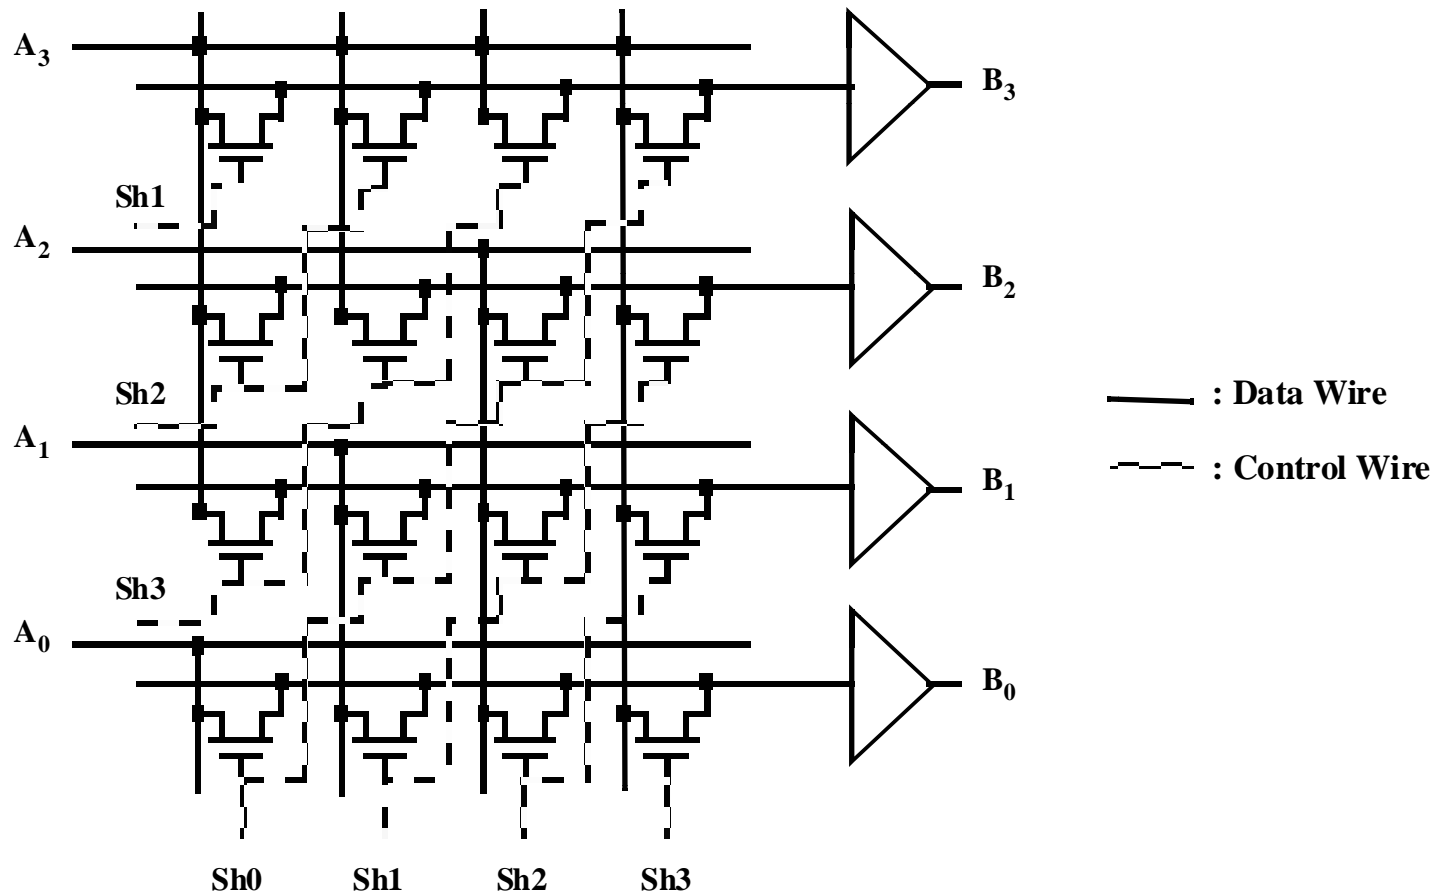 A3
B3
Sh1
A2
B2
Sh2
: Data Wire
A1
: Control Wire
B1
Sh3
A0
B0
Sh0 Sh1 Sh2 Sh3